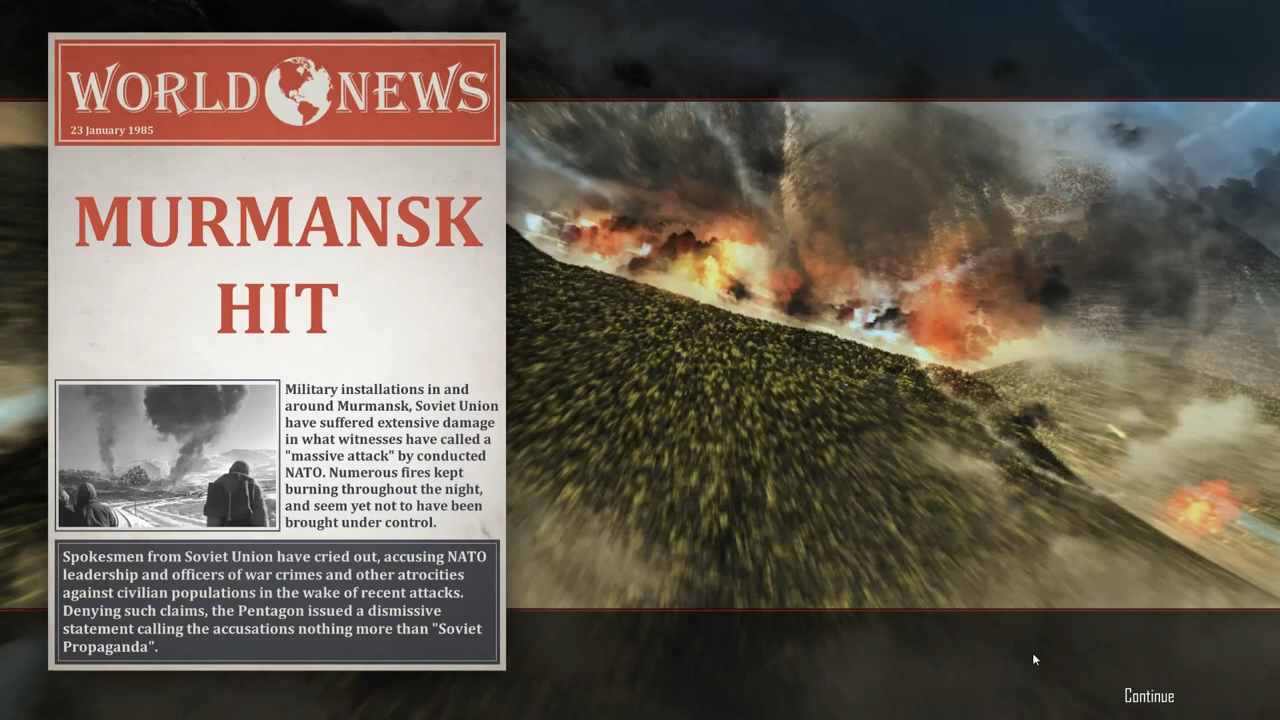 WORLD NEWS
23 January 1985
MURMANSK
HIT
Military installations in and
around Murmansk, Soviet Union
have suffered extensive damage
in what witnesses have called a
"massive attack" by conducted
NATO. Numerous fires kept
burning throughout the night,
and seem yet not to have been
brought under control.
Spokesmen from Soviet Union have cried out, accusing NATO
leadership and officers of war crimes and other atrocities
against civilian populations in the wake of recent attacks.
Denying such claims, the Pentagon issued a dismissive
statement calling the accusations nothing more than "Soviet
Propaganda".
Continue